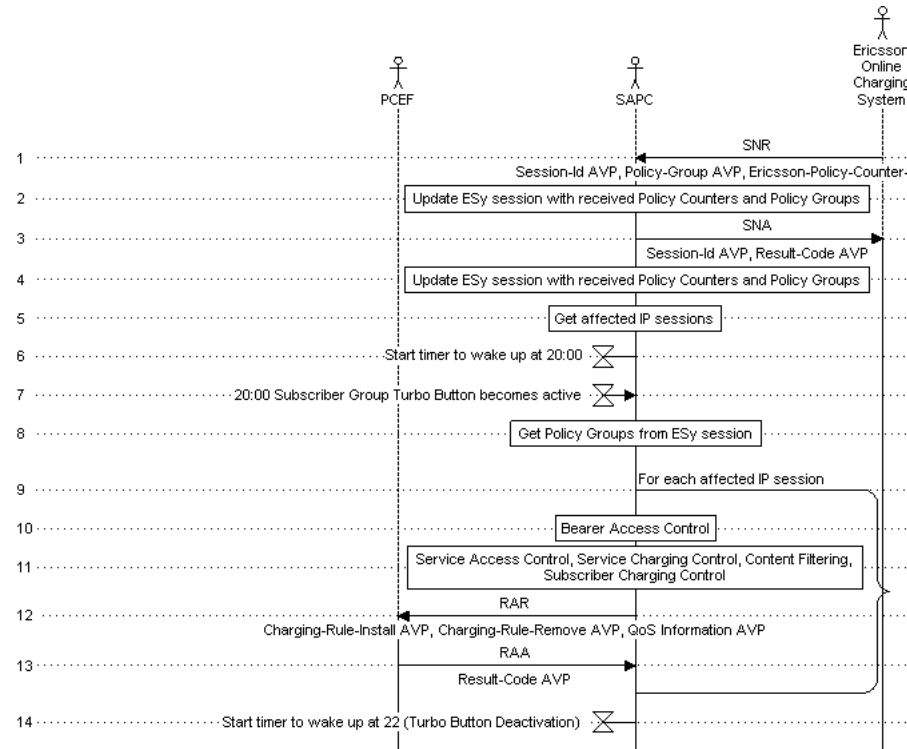 Ericsson
Online
Charging
System
PCEF
SAPC
1
SNR
Session-Id AVP, Policy-Group AVP, Ericsson-Policy-Counter-
2
Update ESy session with received Policy Counters and Policy Groups
3
SNA
Session-Id AVP, Result-Code AVP
4
Update ESy session with received Policy Counters and Policy Groups
5
Get affected IP sessions
6
Start timer to wake up at 20:00
7
20:00 Subscriber Group Turbo Button becomes active
8
Get Policy Groups from ESy session
9
For each affected IP session
10
Bearer Access Control
11
Service Access Control, Service Charging Control, Content Filtering,
Subscriber Charging Control
12
RAR
Charging-Rule-Install AVP, Charging-Rule-Remove AVP, QoS Information AVP
13
RAA
Result-Code AVP
14
Start timer to wake up at 22 (Turbo Button Deactivation)